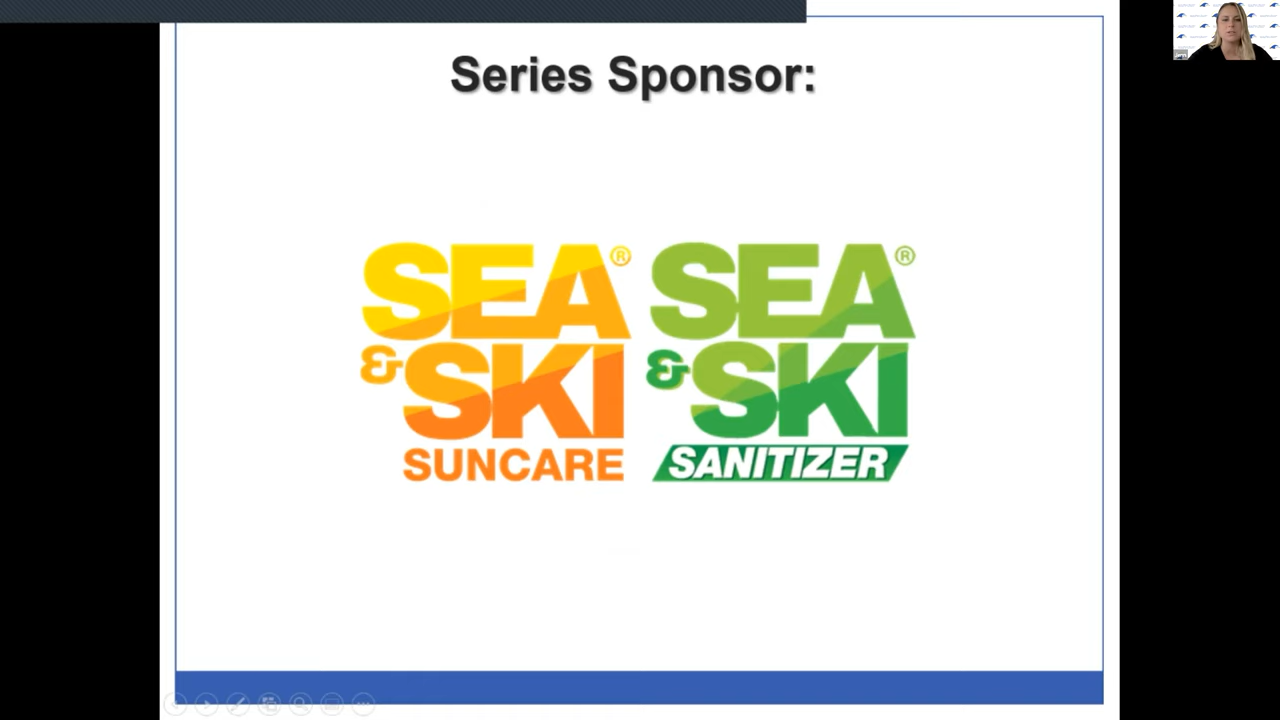 Series Sponsor:
SEA®
& SKI
SUNCARE
SEA®
& SKI
SANITIZER